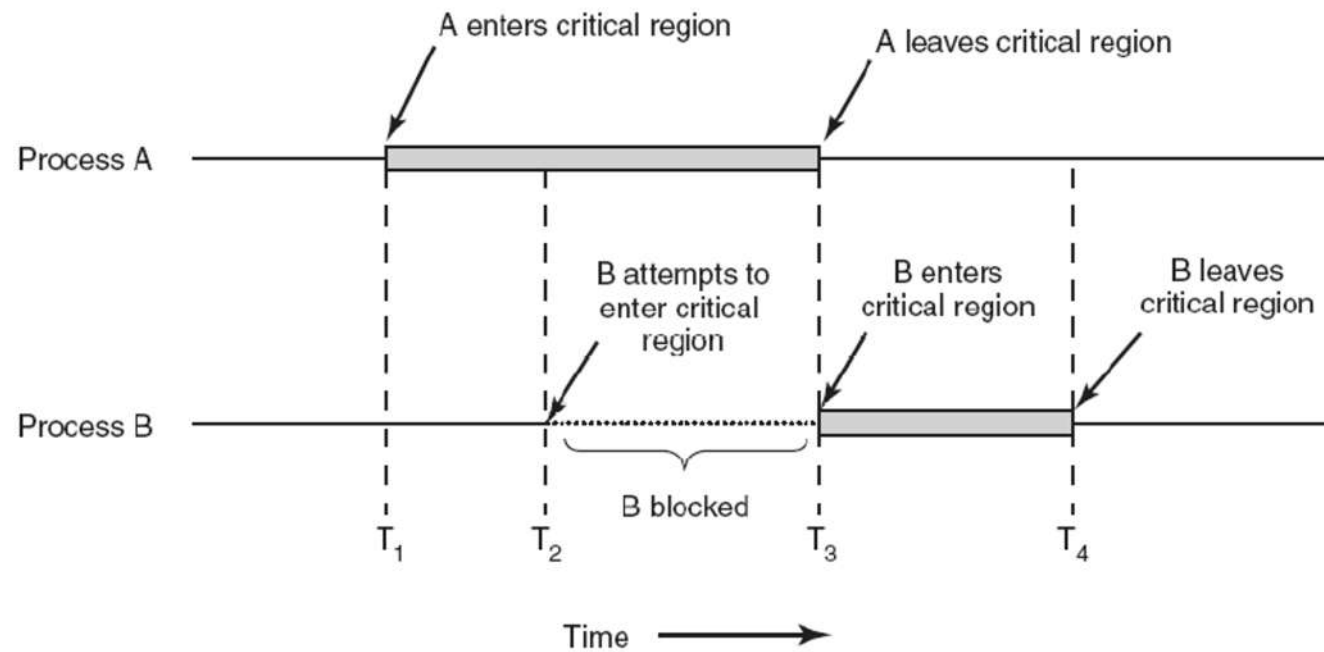 A enters critical region
A leaves critical region
Process A
B attempts to
enter critical
region
B enters
critical region
B leaves
critical region
Process B
B blocked
T1
T2
T3
T4
Time